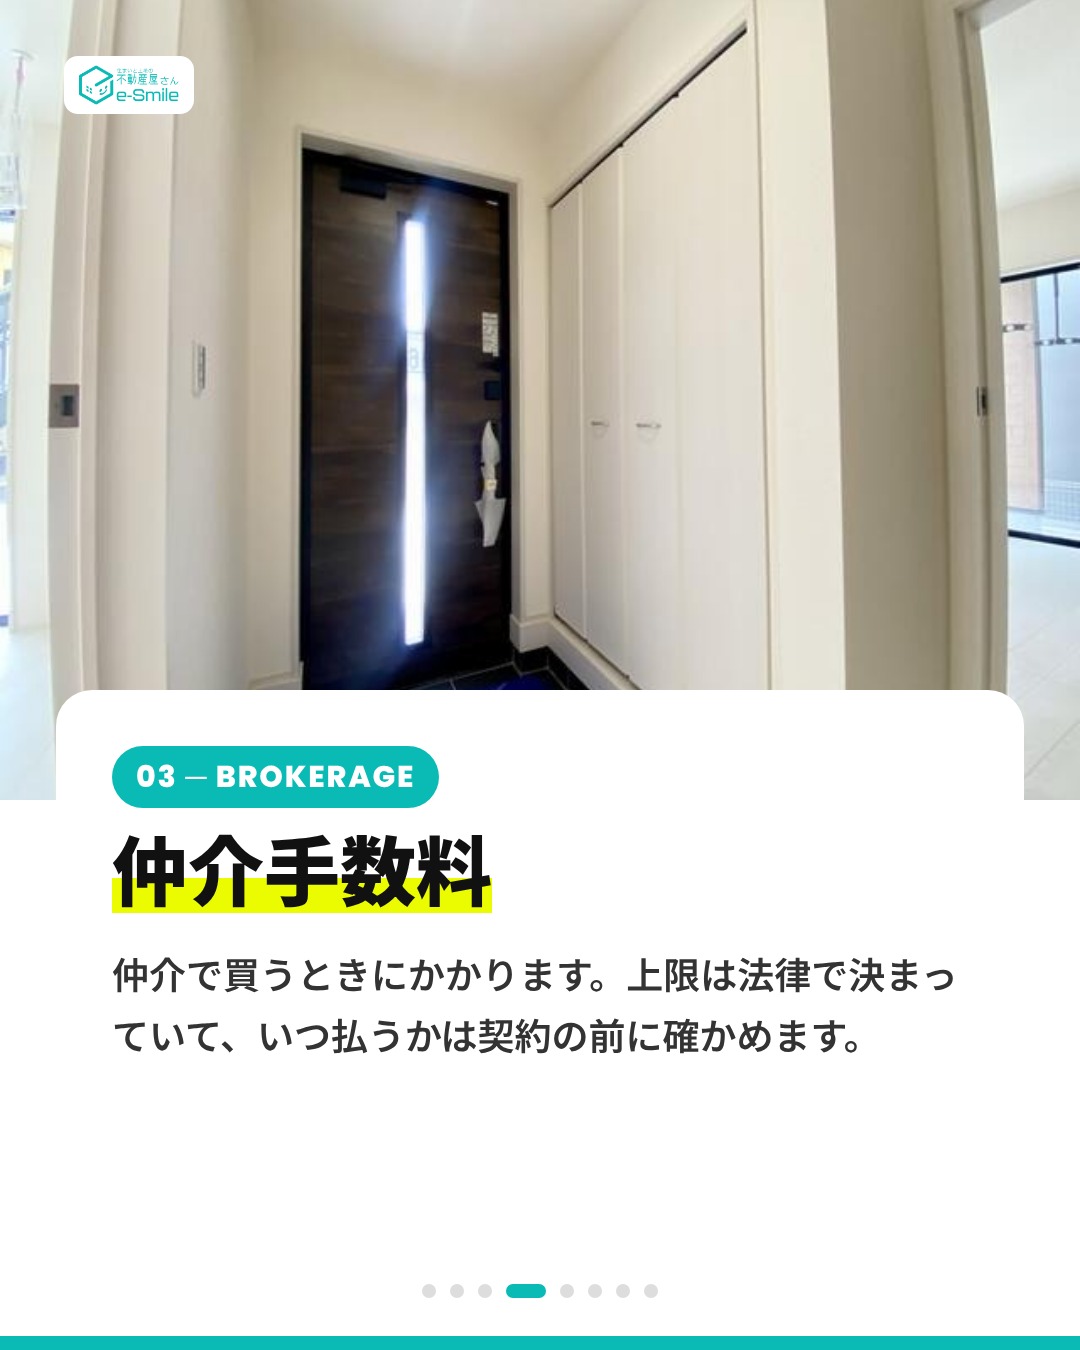 不動産屋さん
e-Smile
03 — BROKERAGE
仲介手数料
仲介で買うときにかかります。上限は法律で決まっ
ていて、いつ払うかは契約の前に確かめます。